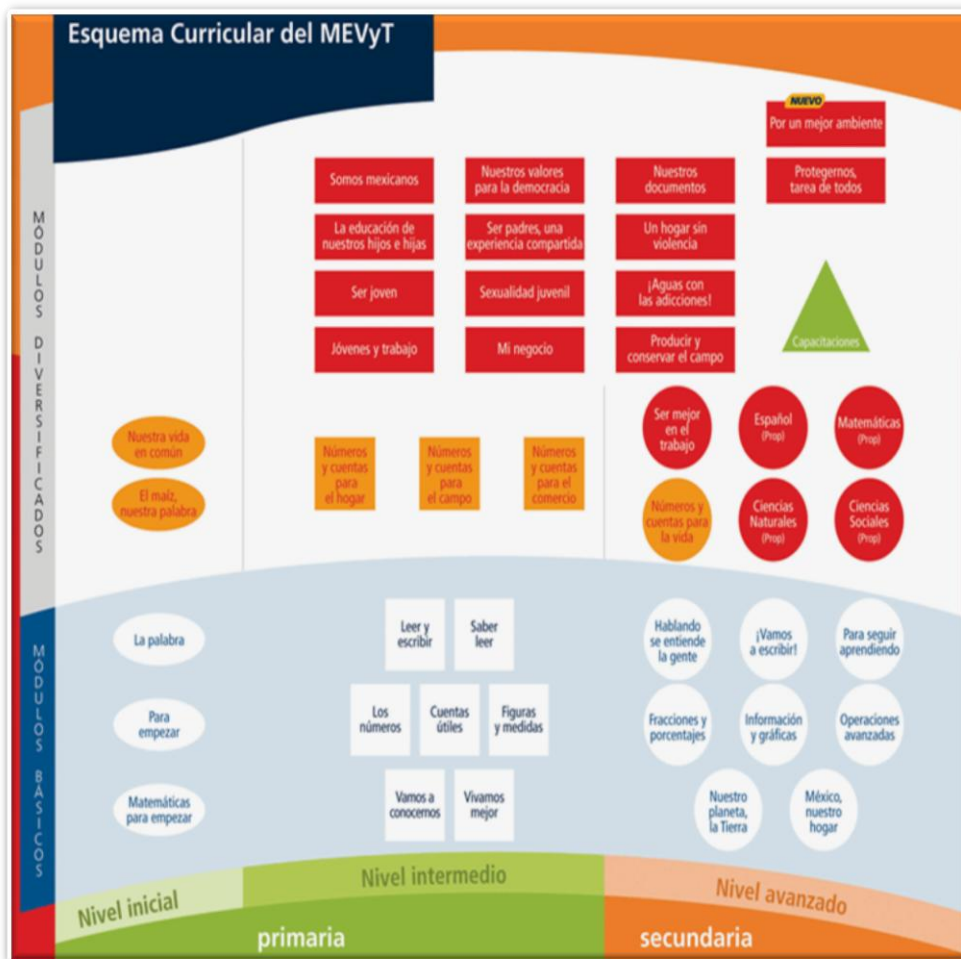 Esquema Curricular del MEVyT
NUEVO
Por un mejor ambiente
Somos mexicanos
Nuestros valores
para la democracia
Nuestros
documentos
Protegernos,
tarea de todos
La educación de
nuestros hijos e hijas
Ser padres, una
experiencia compartida
Un hogar sin
violencia
Ser joven
Sexualidad juvenil
¡Aguas con
las adicciones!
Capacitaciones
Jóvenes y trabajo
Mi negocio
Producir y
conservar el campo
MÓDULOS DIVERSIFICADOS
Nuestra vida
en común
El maíz,
nuestra palabra
Números
y cuentas
para
el hogar
Números
y cuentas
para
el campo
Números
y cuentas
para el
comercio
Ser mejor
en el
trabajo
Español
(Prop)
Matemáticas
(Prop)
Números y
cuentas para
la vida
Ciencias
Naturales
(Prop)
Ciencias
Sociales
(Prop)
MÓDULOS BÁSICOS
La palabra
Leer y
escribir
Saber
leer
Hablando
se entiende
la gente
¡Vamos
a escribir!
Para seguir
aprendiendo
Para
empezar
Los
números
Cuentas
útiles
Figuras
y medidas
Fracciones y
porcentajes
Información
y gráficas
Operaciones
avanzadas
Matemáticas
para empezar
Vamos a
conocernos
Vivamos
mejor
Nuestro
planeta,
la Tierra
México,
nuestro
hogar
Nivel inicial
Nivel intermedio
Nivel avanzado
primaria
secundaria